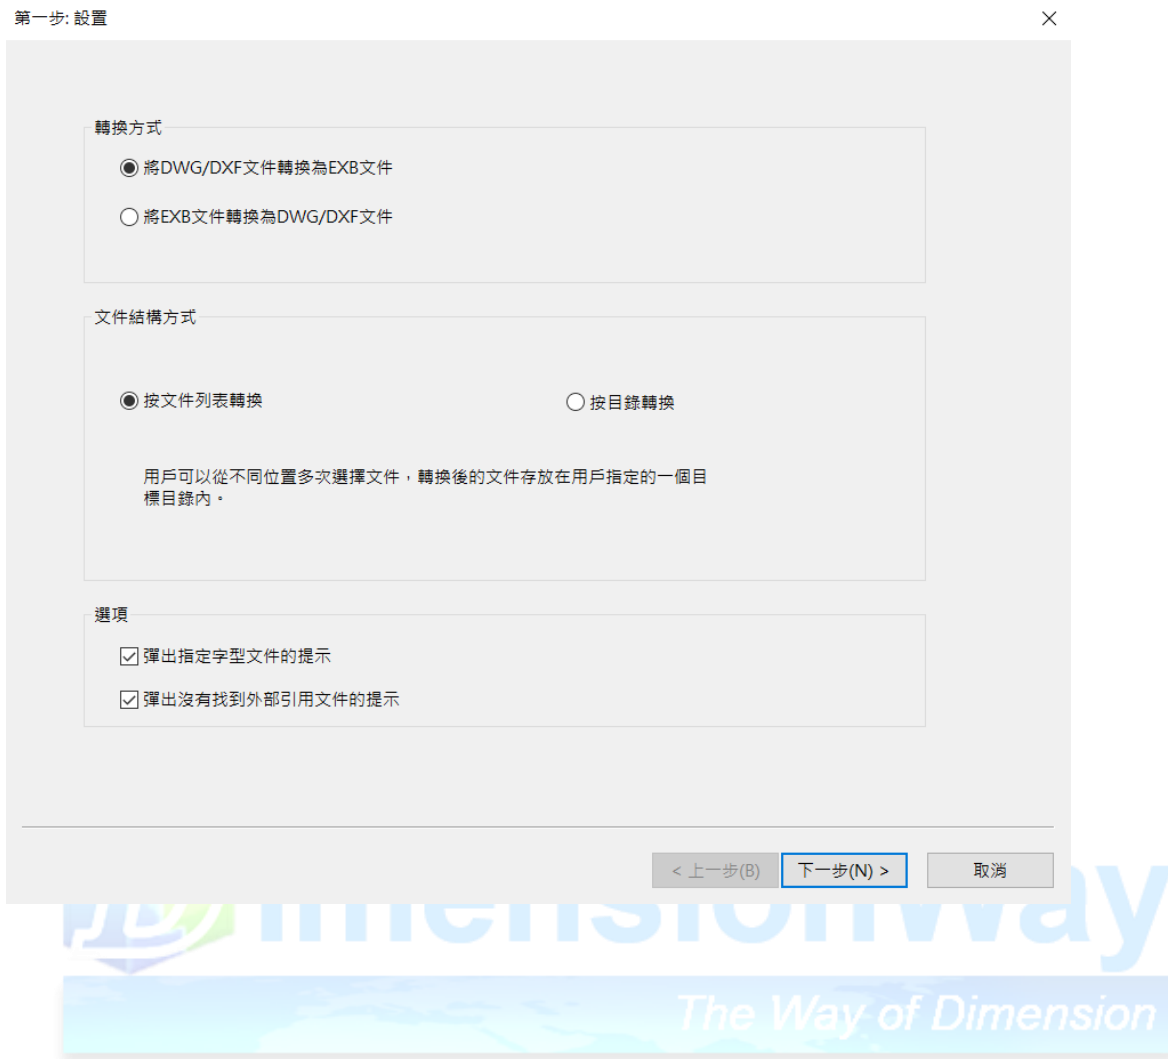 第一步: 設置
轉換方式
將DWG/DXF文件轉換為EXB文件
將EXB文件轉換為DWG/DXF文件
文件結構方式
按文件列表轉換
按目錄轉換
用戶可以從不同位置多次選擇文件，轉換後的文件存放在用戶指定的一個目
標目錄內。
選項
彈出指定字型文件的提示
彈出沒有找到外部引用文件的提示
< 上一步(B)
下一步(N) >
取消
imensionWay
The Way of Dimension